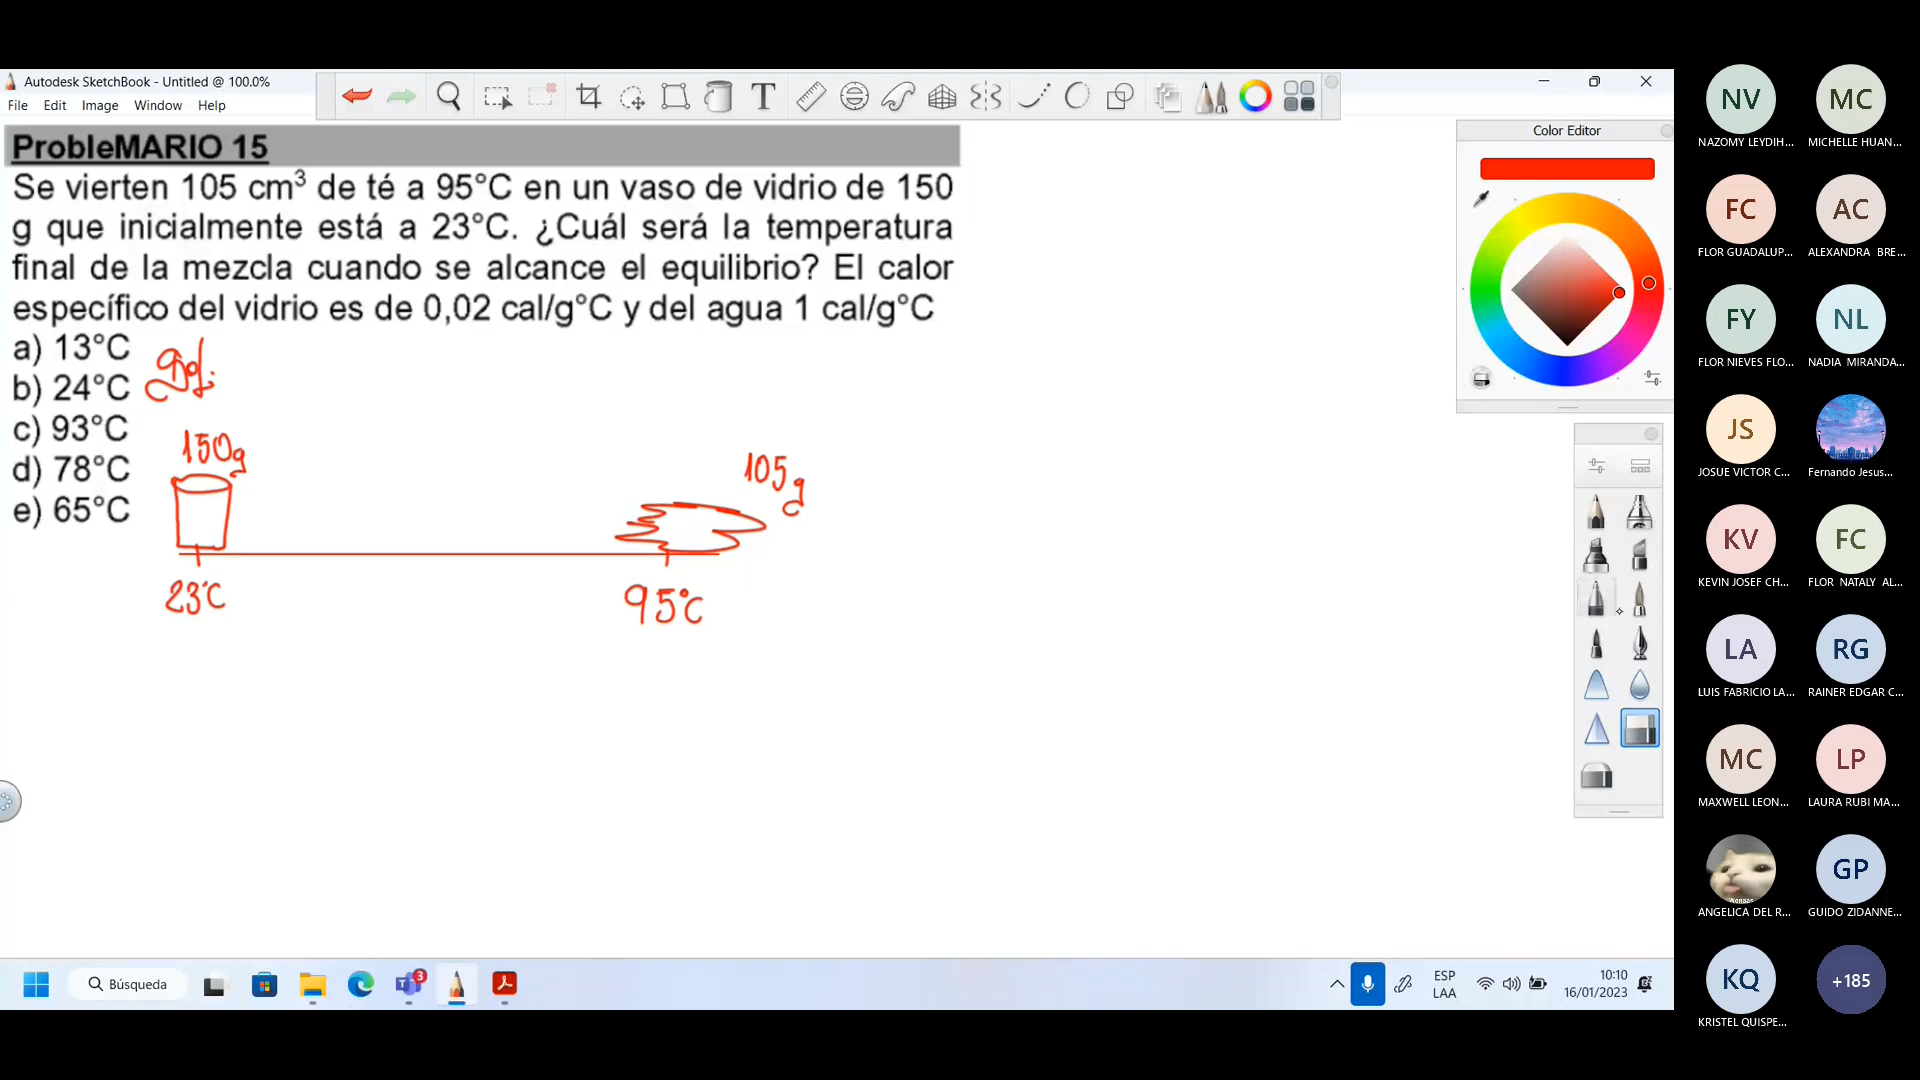 Autodesk SketchBook - Untitled @ 100.0%
File Edit Image Window Help
T
ProbleMARIO 15
Se vierten 105 cm³ de té a 95°C en un vaso de vidrio de 150
g que inicialmente está a 23°C. ¿Cuál será la temperatura
final de la mezcla cuando se alcance el equilibrio? El calor
específico del vidrio es de 0,02 cal/g°C y del agua 1 cal/g°C
a) 13°C
b) 24°C
c) 93°C
d) 78°C
e) 65°C
Sol:
150g
105g
23°C
95°C
Color Editor
NV
MC
NAZOMY LEYDIH...
MICHELLE HUAN...
FC
AC
FLOR GUADALUP...
ALEXANDRA BRE...
FY
NL
FLOR NIEVES FLO...
NADIA MIRANDA...
JS
JOSUE VICTOR C...
Fernando Jesus...
KV
FC
KEVIN JOSEF CH...
FLOR NATALY AL...
LA
RG
LUIS FABRICIO LA...
RAINER EDGAR C...
MC
LP
MAXWELL LEON...
LAURA RUBI MA...
GP
ANGELICA DEL R...
GUIDO ZIDANNE...
KQ
+185
KRISTEL QUISPE...
Búsqueda
3
ESP
LAA
10:10
16/01/2023